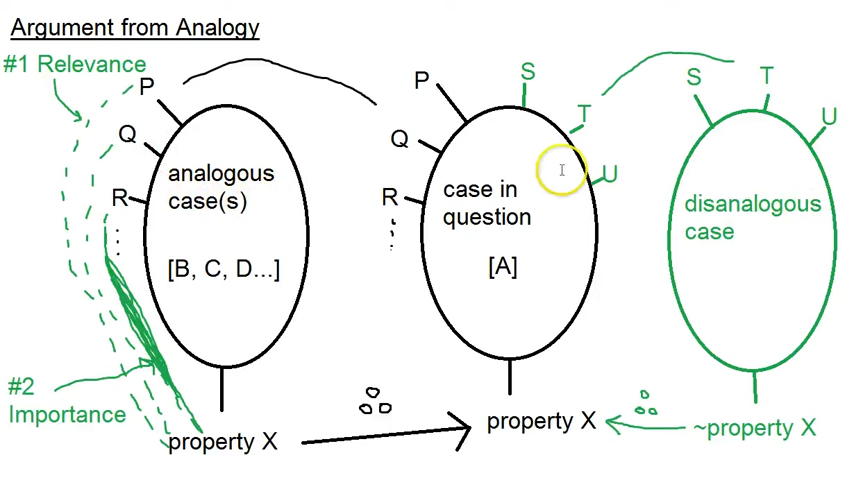 Argument from Analogy
#1 Relevance
P
Q
R
analogous
case(s)
[B, C, D...]
#2
Importance
property X
P
Q
R
S
T
U
case in
question
[A]
property X
S
T
U
disanalogous
case
~property X